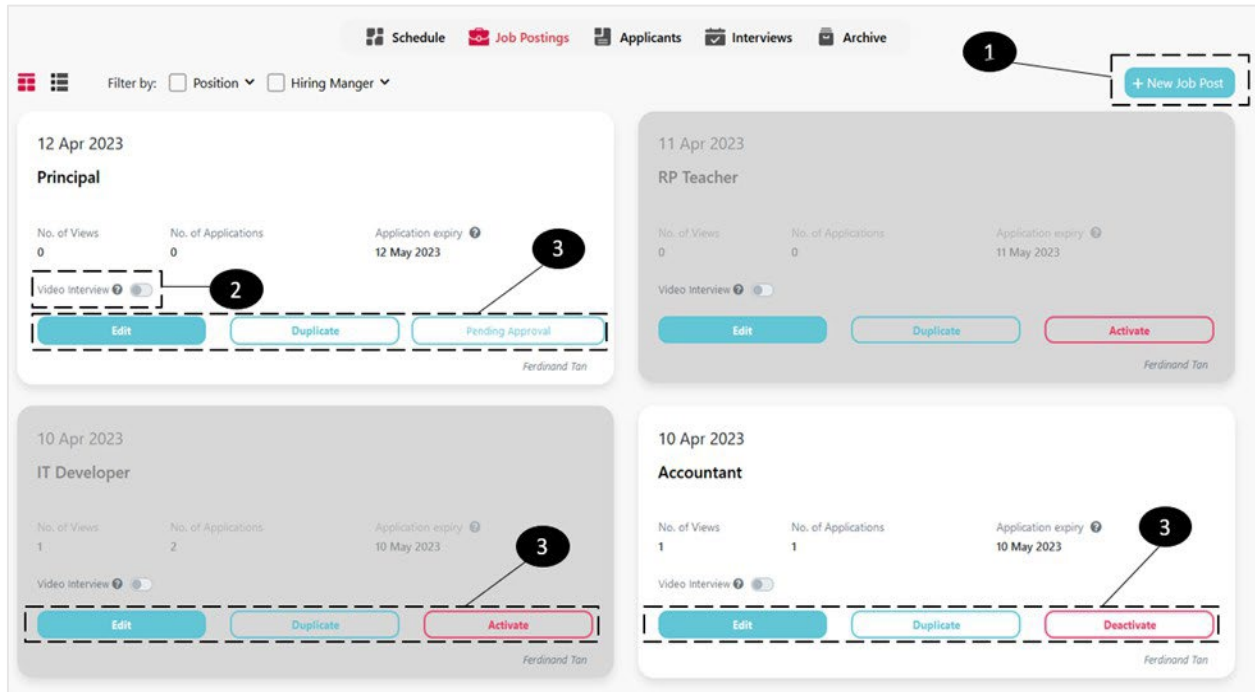 Schedule Job Postings Applicants Interviews Archive
1
Filter by: Position Hiring Manger
+ New Job Post
12 Apr 2023
Principal
No. of Views No. of Applications Application expiry ?
0 0 12 May 2023
3
Video Interview ?
2
Edit Duplicate Pending Approval
Ferdinand Tan
11 Apr 2023
RP Teacher
No. of Views No. of Applications Application expiry ?
0 0 11 May 2023
Video Interview ?
Edit Duplicate Activate
Ferdinand Tan
10 Apr 2023
IT Developer
No. of Views No. of Applications Application expiry ?
1 2 10 May 2023
3
Video Interview ?
Edit Duplicate Activate
Ferdinand Tan
10 Apr 2023
Accountant
No. of Views No. of Applications Application expiry ?
1 1 10 May 2023
3
Video Interview ?
Edit Duplicate Deactivate
Ferdinand Tan